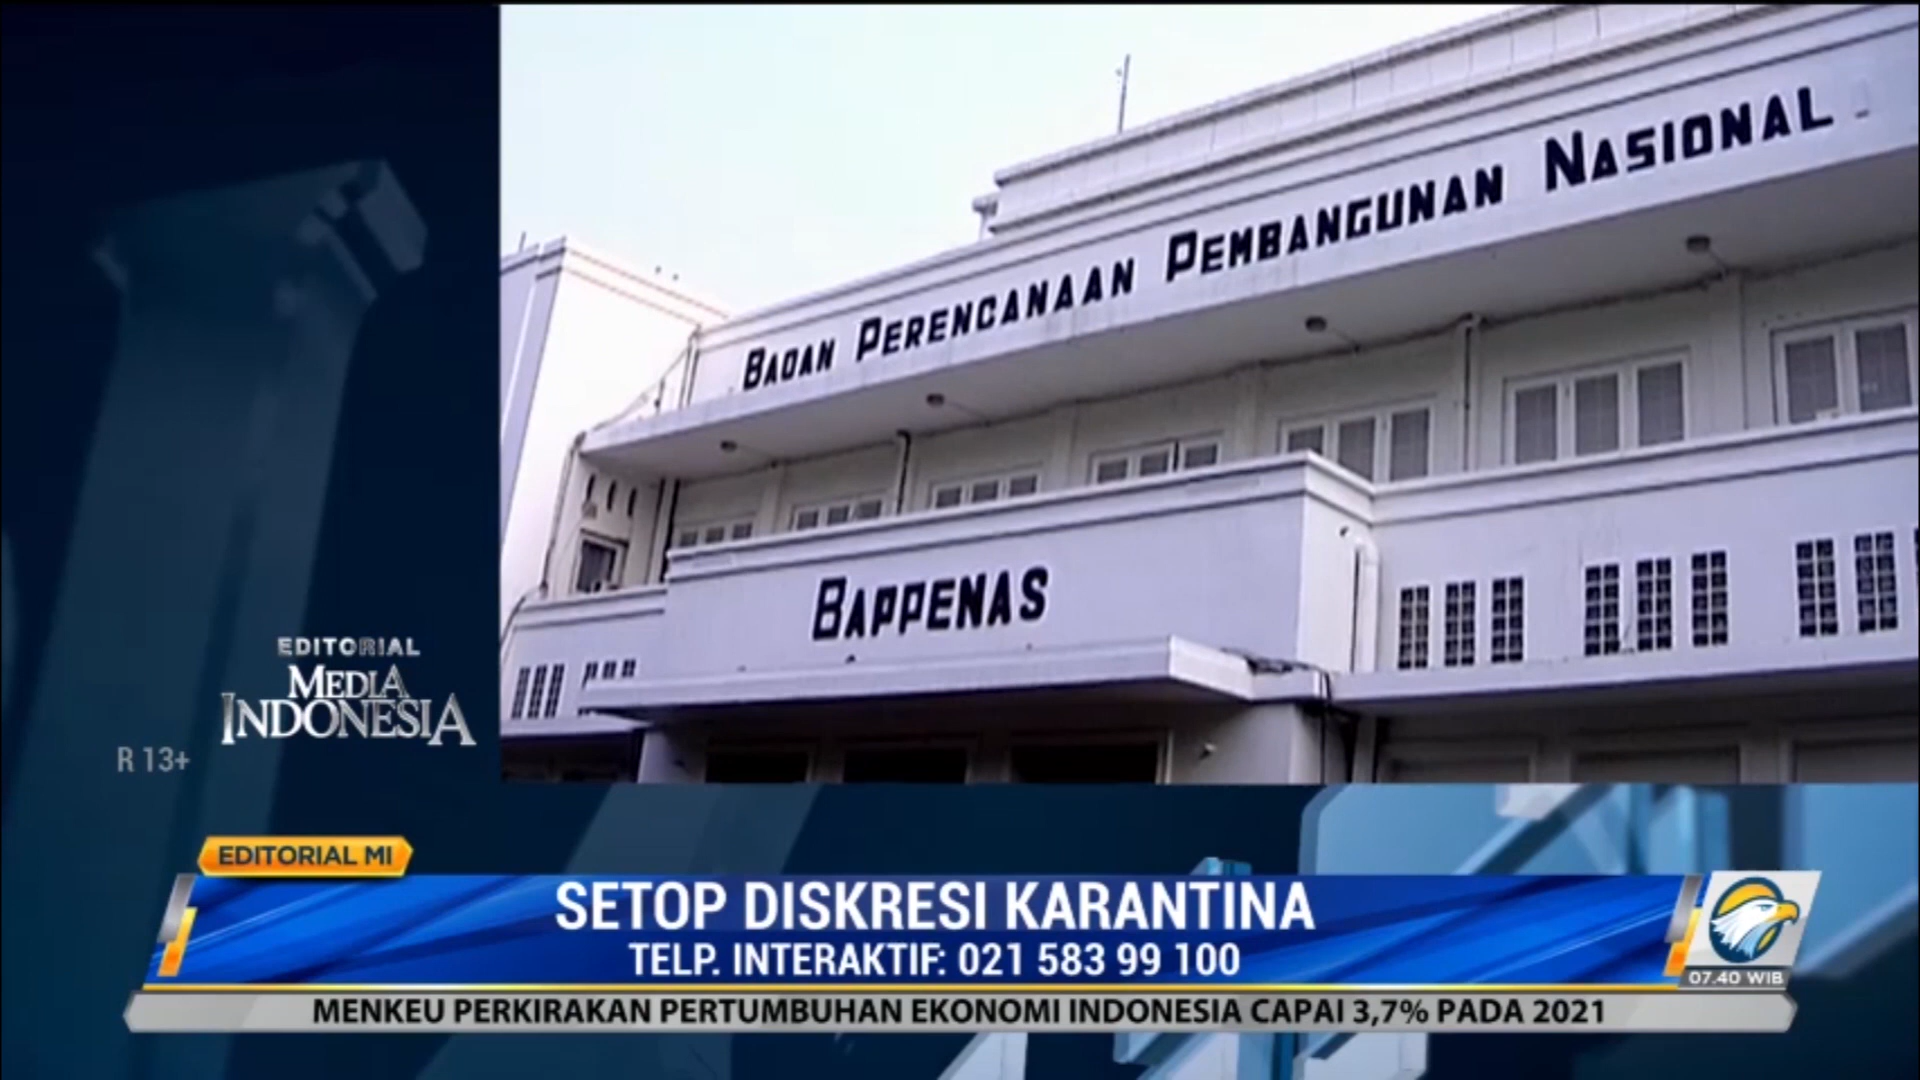 BADAN PERENCANAAN PEMBANGUNAN NASIONAL
BAPPENAS
EDITORIAL
MEDIA
INDONESIA
R 13+
EDITORIAL MI
SETOP DISKRESI KARANTINA
TELP. INTERAKTIF: 021 583 99 100
07.40 WIB
MENKEU PERKIRAKAN PERTUMBUHAN EKONOMI INDONESIA CAPAI 3,7% PADA 2021